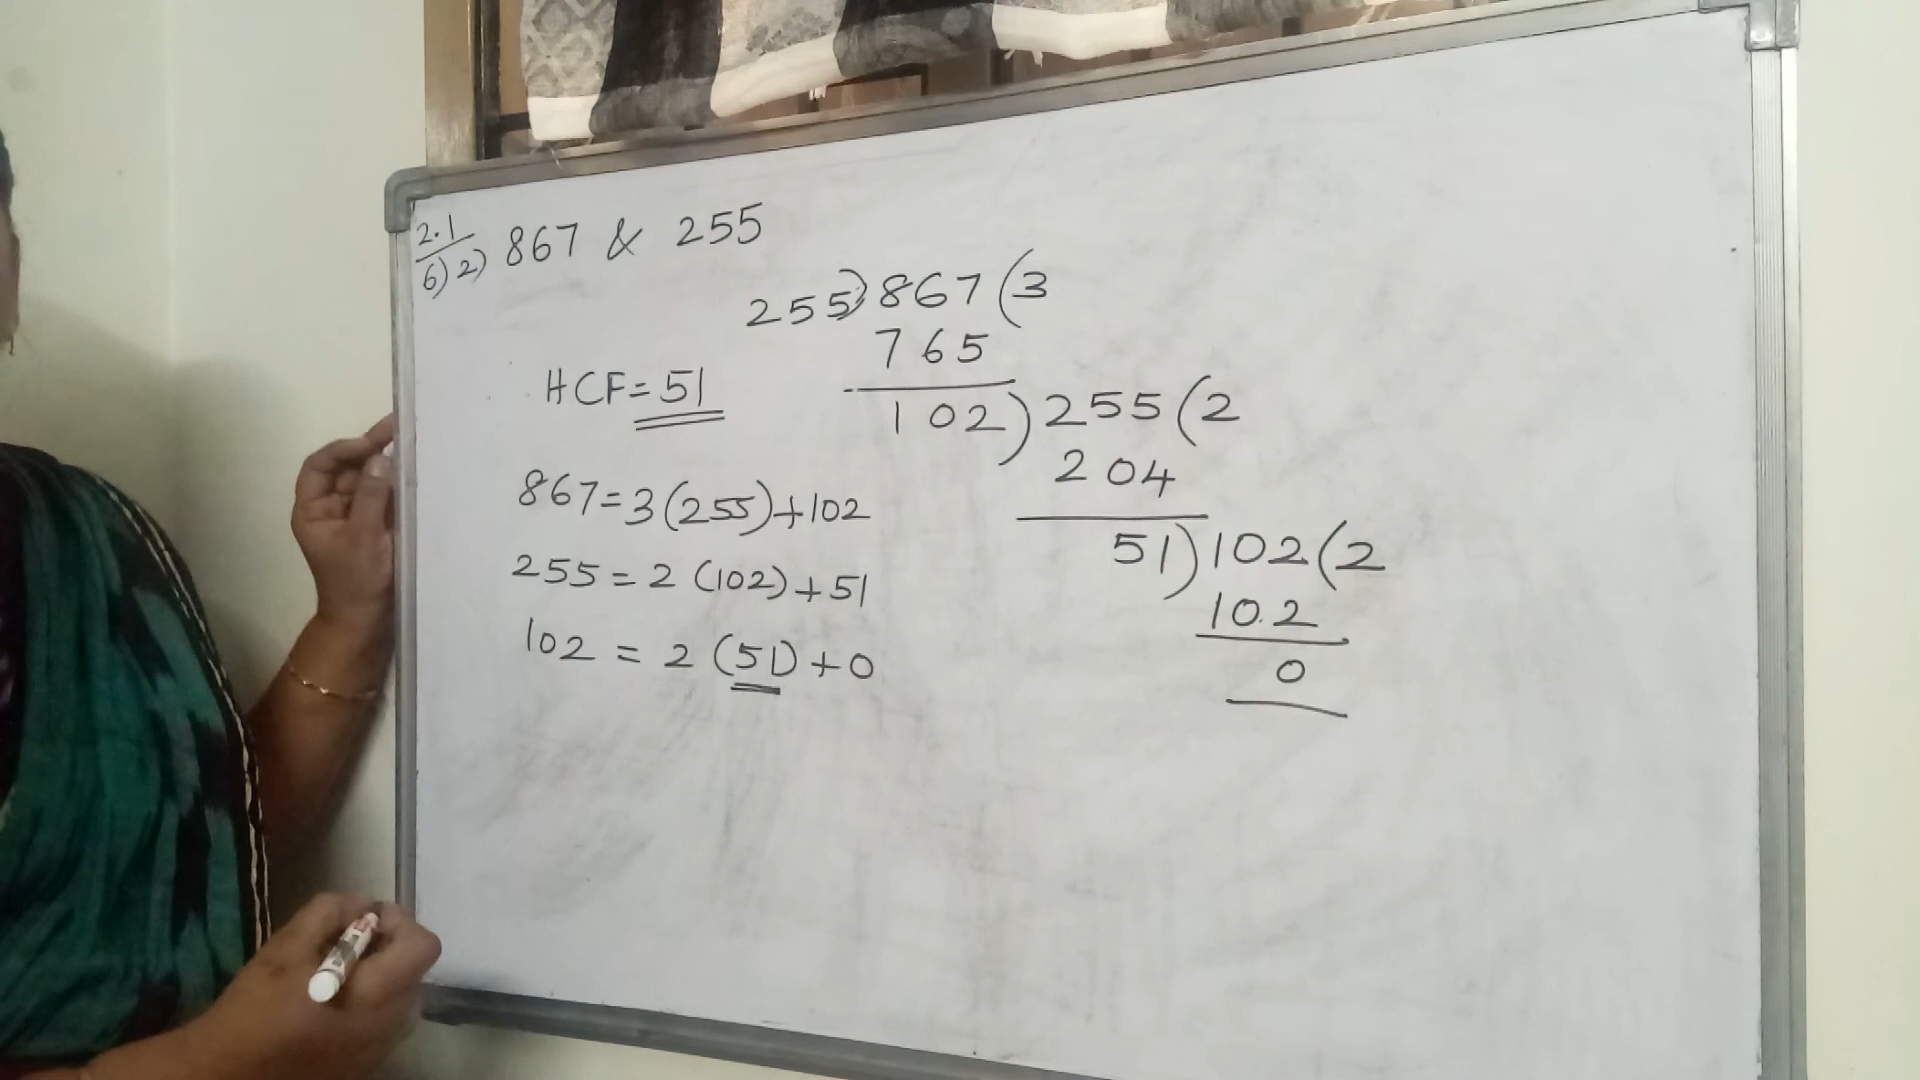 2.1
6) 2) 867 & 255
255) 867 (3
765
102) 255 (2
204
51) 102 (2
10.2
0
HCF = 51
867 = 3 (255) + 102
255 = 2 (102) + 51
102 = 2 (51) + 0